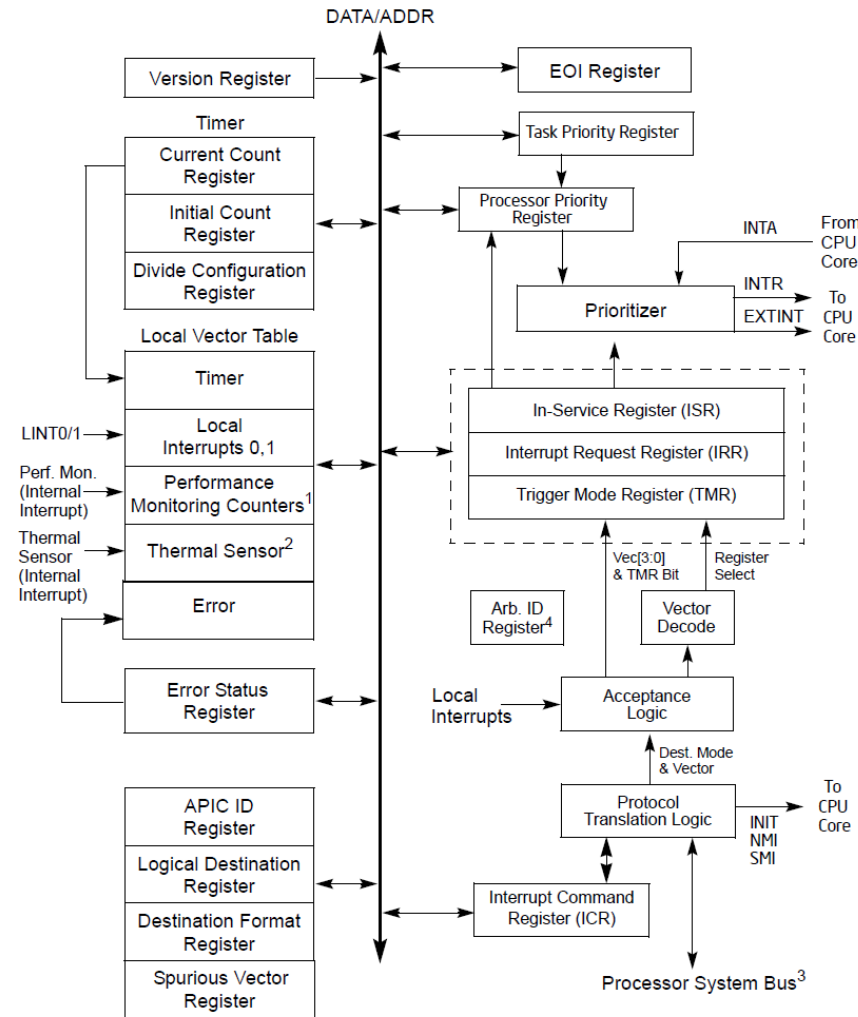 DATA/ADDR
Version Register
EOI Register
Timer
Current Count
Register
Initial Count
Register
Divide Configuration
Register
Task Priority Register
Processor Priority
Register
INTA
From
CPU
Core
Prioritizer
INTR
EXTINT
To
CPU
Core
Local Vector Table
Timer
Local
Interrupts 0,1
Performance
Monitoring Counters1
Thermal Sensor2
Error
LINT0/1
Perf. Mon.
(Internal
Interrupt)
Thermal
Sensor
(Internal
Interrupt)
In-Service Register (ISR)
Interrupt Request Register (IRR)
Trigger Mode Register (TMR)
Vec[3:0]
& TMR Bit
Register
Select
Arb. ID
Register4
Vector
Decode
Error Status
Register
Local
Interrupts
Acceptance
Logic
Dest. Mode
& Vector
Protocol
Translation Logic
INIT
NMI
SMI
To
CPU
Core
APIC ID
Register
Logical Destination
Register
Destination Format
Register
Spurious Vector
Register
Interrupt Command
Register (ICR)
Processor System Bus3